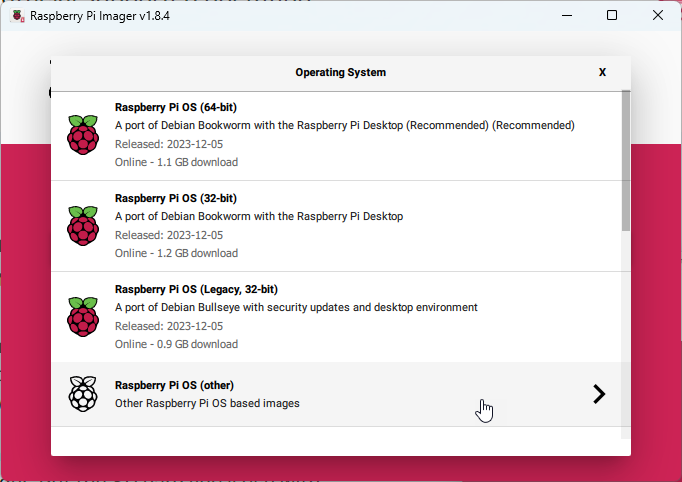 Raspberry Pi Imager v1.8.4
Operating System
X
Raspberry Pi OS (64-bit)
A port of Debian Bookworm with the Raspberry Pi Desktop (Recommended) (Recommended)
Released: 2023-12-05
Online - 1.1 GB download
Raspberry Pi OS (32-bit)
A port of Debian Bookworm with the Raspberry Pi Desktop
Released: 2023-12-05
Online - 1.2 GB download
Raspberry Pi OS (Legacy, 32-bit)
A port of Debian Bullseye with security updates and desktop environment
Released: 2023-12-05
Online - 0.9 GB download
Raspberry Pi OS (other)
Other Raspberry Pi OS based images